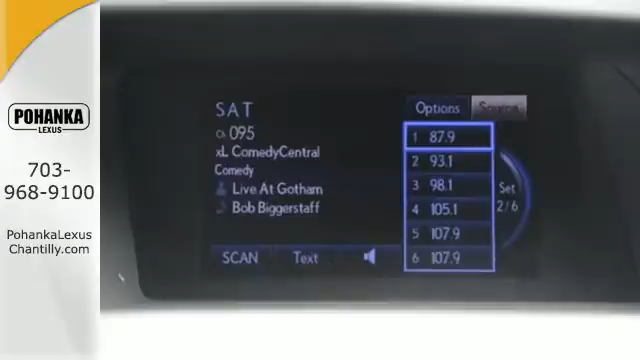 POHANKA
LEXUS
703-
968-9100
PohankaLexus
Chantilly.com
SAT
Ch 095
xL ComedyCentral
Comedy
Live At Gotham
Bob Biggerstaff
SCAN
Text
Options
Source
1 87.9
2 93.1
3 98.1
4 105.1
5 107.9
6 107.9
Set
2/6